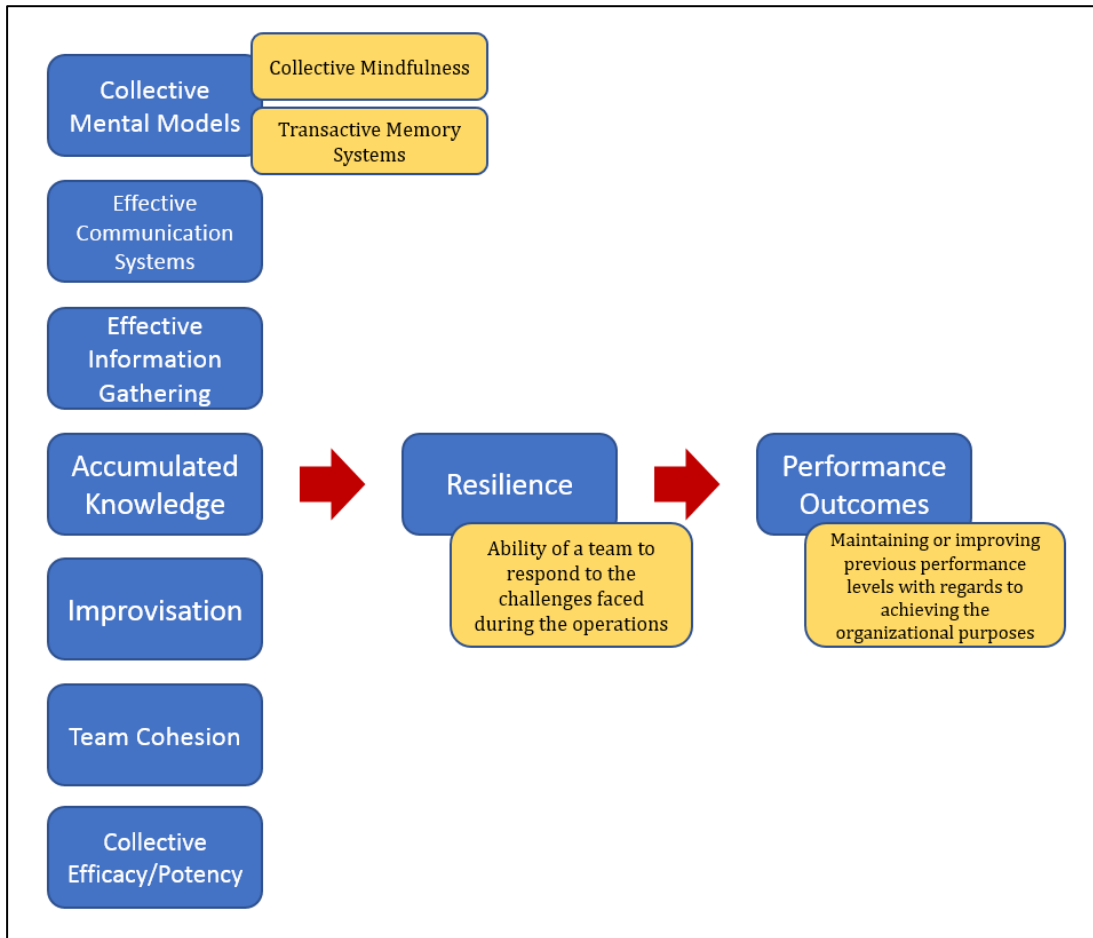 Collective
Mental Models
Collective Mindfulness
Transactive Memory
Systems
Effective
Communication
Systems
Effective
Information
Gathering
Accumulated
Knowledge
Resilience
Performance
Outcomes
Ability of a team to
respond to the
challenges faced
during the operations
Maintaining or improving
previous performance
levels with regards to
achieving the
organizational purposes
Improvisation
Team Cohesion
Collective
Efficacy/Potency